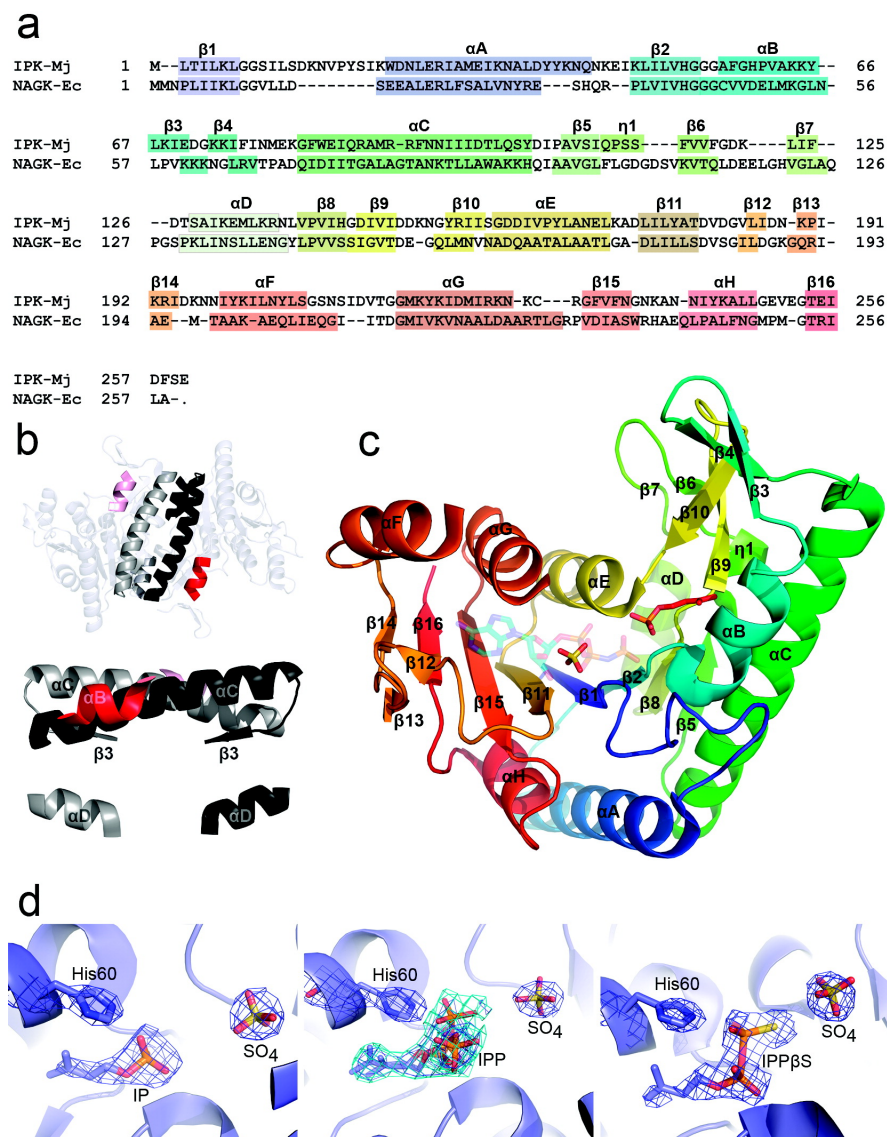 a
β1 αA β2 αB
IPK-Mj 1 M--LTILKLGGSILSDKNVPYSIKWDNLERIAMEIKNALDYYKNQNKEIKLILVHGGGAFGHPVAKKY-- 66
NAGK-Ec 1 MMNPLIIKLGGVLLD-------SEEALERLFSALVNYRE---SHQR--PLVIVHGGGCVVDELMKGLN- 56
β3 β4 αC β5 η1 β6 β7
IPK-Mj 67 LKIEDGKKIFINMEKGFWEIQRAMR-RFNNIIIDTLQSYDIPAVSIQPSS---FVVFGDK----LIF-- 125
NAGK-Ec 57 LPVKKKNGLRVTPADQIDIITGALAGTANKTLLAWAKKHQIAAVGLFLGDGDSVKVTQLDEELGHVGLAQ 126
αD β8 β9 β10 αE β11 β12 β13
IPK-Mj 126 --DTSAIKEMLKRNLVPVIHGDIVIDDKNGYRIISGDDIVPYLANELKADLILYATDVDGVLIDN-KPI 191
NAGK-Ec 127 PGSPKLINSLLENGYLPVVSSIGVTDE-GQLMNVNADQAATALAATLGADLILLSDVSGILDGKGQRI- 193
β14 αF αG β15 αH β16
IPK-Mj 192 KRIDKNNIYKILNYLSGSNSIDVTGGMKYKIDMIRKN-KC---RGFVFNGNKAN-NIYKALLGEVEGTEI 256
NAGK-Ec 194 AE--M-TAAK-AEQLIEQGI-ITDGMIVKVNAALDAARTLGRPVDIASWRHAEQLPALFNGMPM-GTRI 256
IPK-Mj 257 DFSE
NAGK-Ec 257 LA-.
b
αC αB αC
β3 β3
αD αD
c
β4
β3
β7 β6
β10
αF αG
η1
β9
αE αD
αB
αC
β14 β16
β12
β13
β15
β11
β1
β2
β8
β5
αH
αA
d
His60
SO4
IP
His60
SO4
IPP
His60
SO4
IPPβS